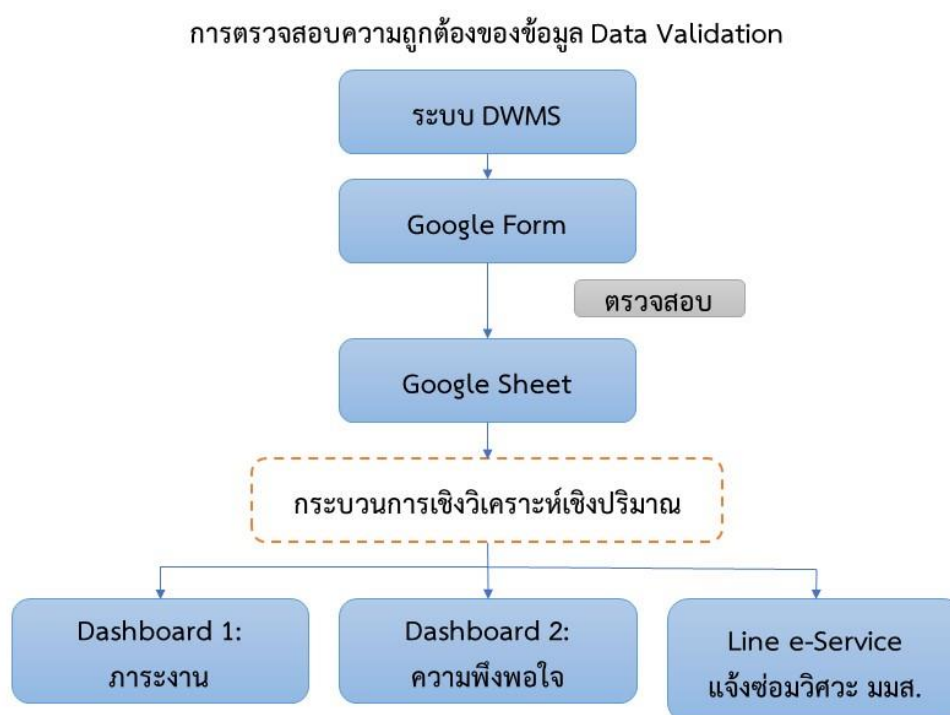 การตรวจสอบความถูกต้องของข้อมูล Data Validation
ระบบ DWMS
Google Form
ตรวจสอบ
Google Sheet
กระบวนการเชิงวิเคราะห์เชิงปริมาณ
Dashboard 1:
ภาระงาน
Dashboard 2:
ความพึงพอใจ
Line e-Service
แจ้งซ่อมวิศวะ มมส.